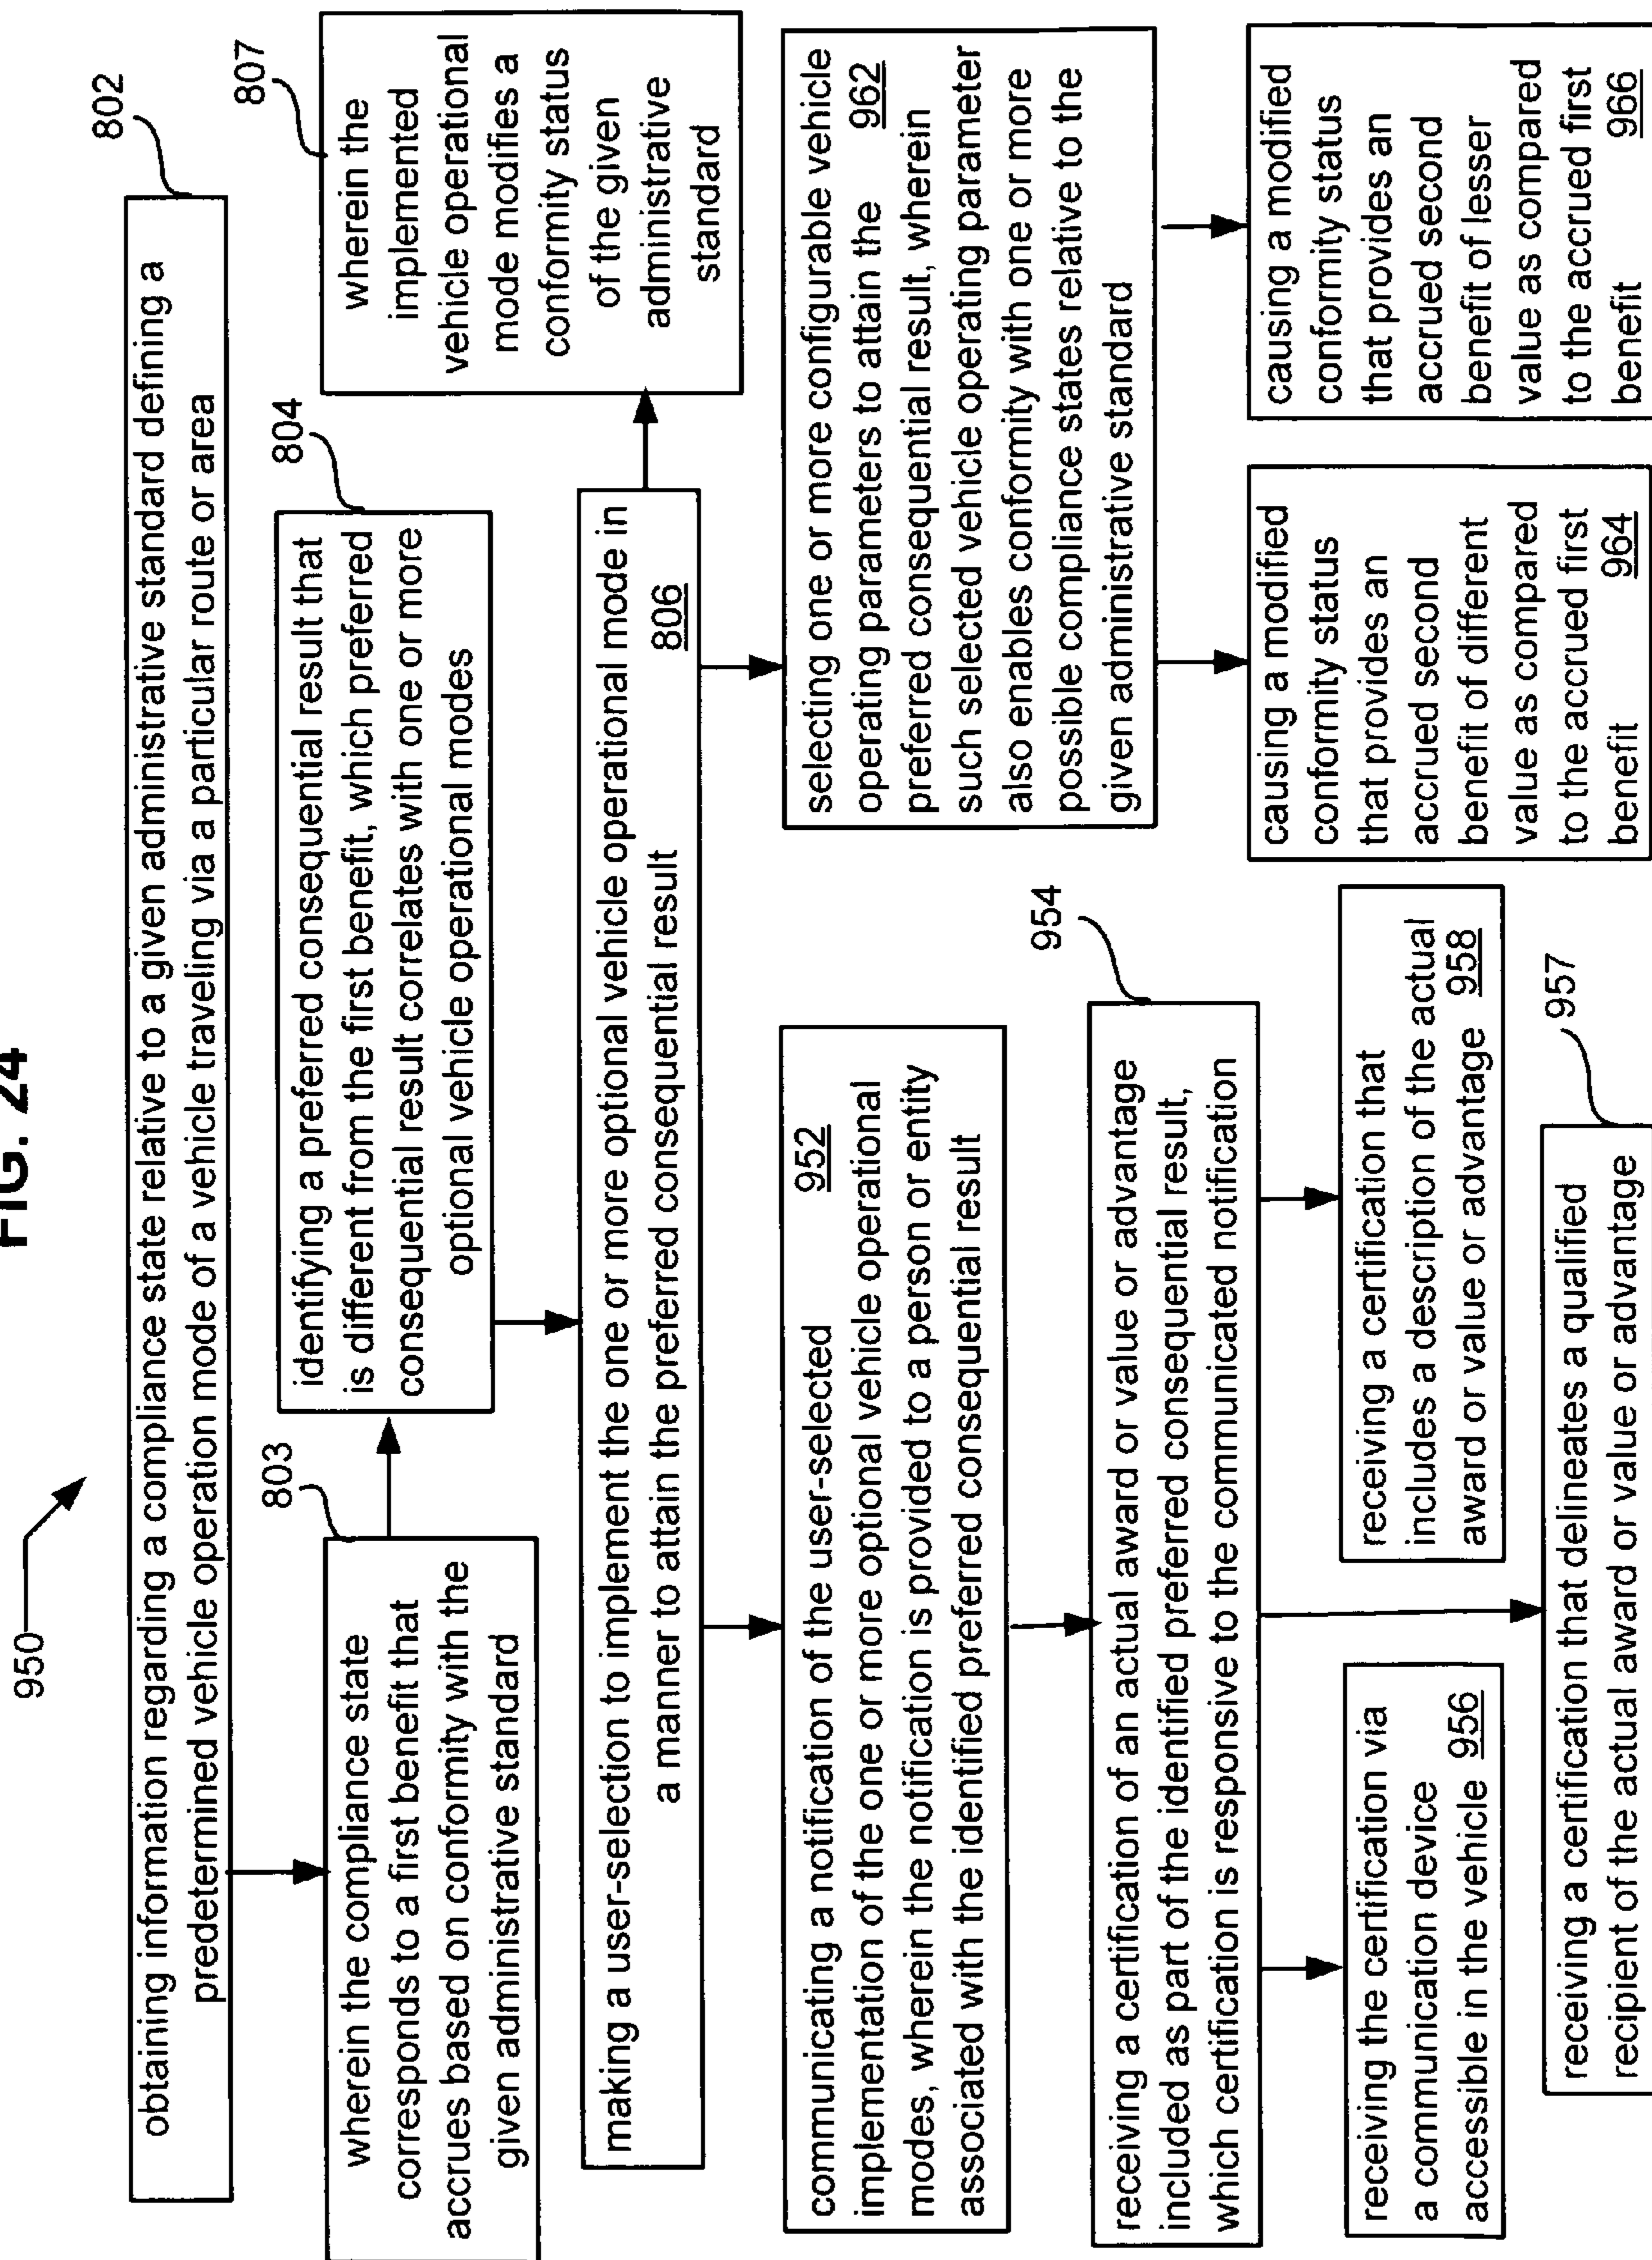 FIG. 24
950
802
obtaining information regarding a compliance state relative to a given administrative standard defining a
predetermined vehicle operation mode of a vehicle traveling via a particular route or area
803
wherein the compliance state
corresponds to a first benefit that
accrues based on conformity with the
given administrative standard
804
identifying a preferred consequential result that
is different from the first benefit, which preferred
consequential result correlates with one or more
optional vehicle operational modes
807
wherein the
implemented
vehicle operational
mode modifies a
conformity status
of the given
administrative
standard
making a user-selection to implement the one or more optional vehicle operational mode in
a manner to attain the preferred consequential result 806
communicating a notification of the user-selected 952
implementation of the one or more optional vehicle operational
modes, wherein the notification is provided to a person or entity
associated with the identified preferred consequential result
selecting one or more configurable vehicle
operating parameters to attain the 962
preferred consequential result, wherein
such selected vehicle operating parameter
also enables conformity with one or more
possible compliance states relative to the
given administrative standard
954
receiving a certification of an actual award or value or advantage
included as part of the identified preferred consequential result,
which certification is responsive to the communicated notification
receiving the certification via
a communication device
accessible in the vehicle 956
receiving a certification that
includes a description of the actual
award or value or advantage 958
957
receiving a certification that delineates a qualified
recipient of the actual award or value or advantage
causing a modified
conformity status
that provides an
accrued second
benefit of different
value as compared
to the accrued first
benefit 964
causing a modified
conformity status
that provides an
accrued second
benefit of lesser
value as compared
to the accrued first
benefit 966